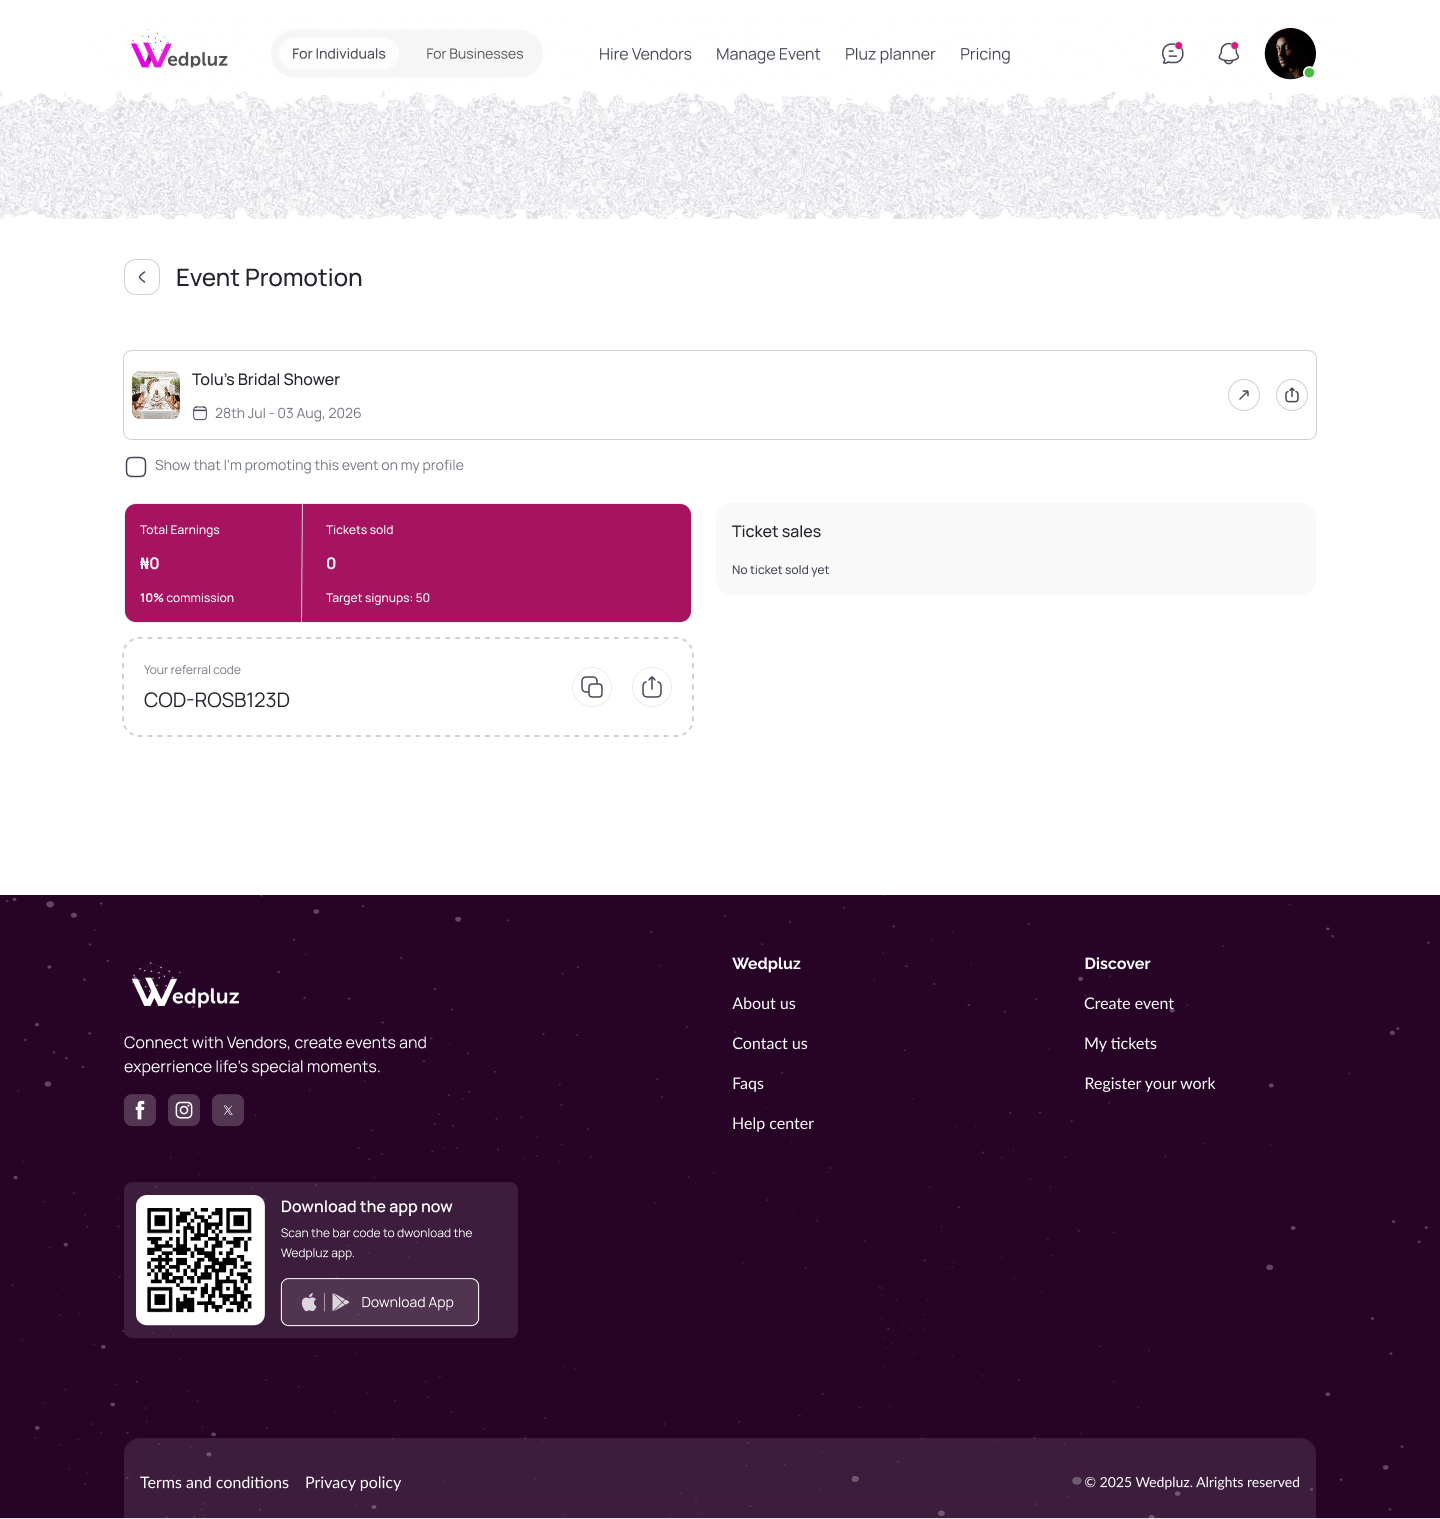 Wedpluz
For Individuals
For Businesses
Hire Vendors
Manage Event
Pluz planner
Pricing
Event Promotion
Tolu's Bridal Shower
28th Jul - 03 Aug, 2026
Show that I'm promoting this event on my profile
Total Earnings
₦0
10% commission
Tickets sold
0
Target signups: 50
Ticket sales
No ticket sold yet
Your referral code
COD-ROSB123D
Wedpluz
Connect with Vendors, create events and
experrience life's special moments.
Download the app now
Scan the bar code to dwonload the
Wedpluz app.
Download App
Wedpluz
About us
Contact us
Faqs
Help center
Discover
Create event
My tickets
Register your work
Terms and conditions
Privacy policy
© 2025 Wedpluz. Alrights reserved